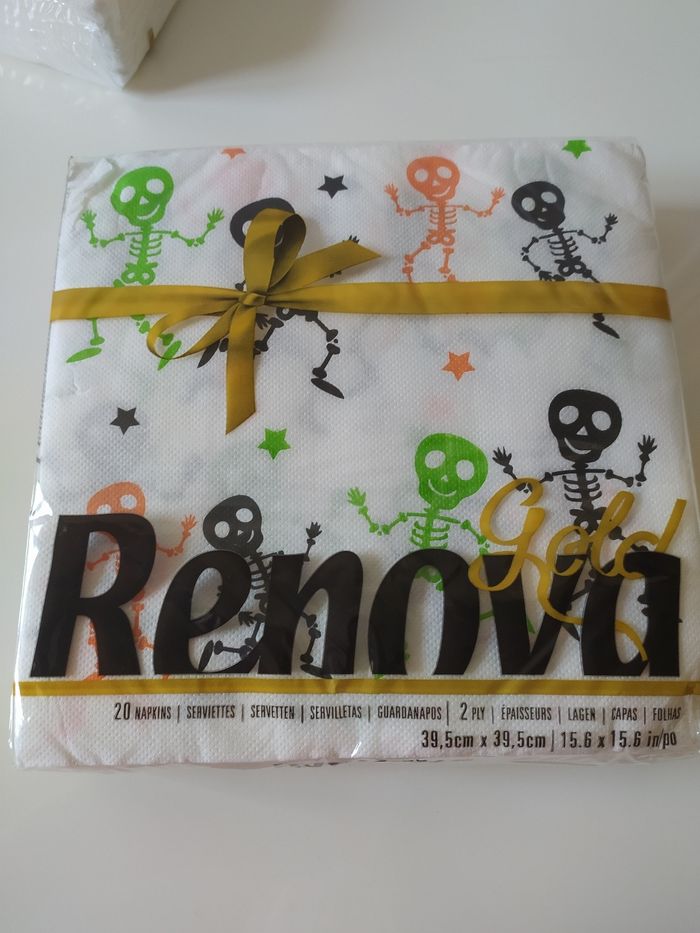 Renova
Gold
20 NAPKINS | SERVIETTES | SERVETTEN | SERVILLETAS | GUARDANAPOS | 2 PLY | ÉPAISSEURS | LAGEN | CAPAS | FOLHAS
39,5cm x 39,5cm | 15.6 x 15.6 in/po